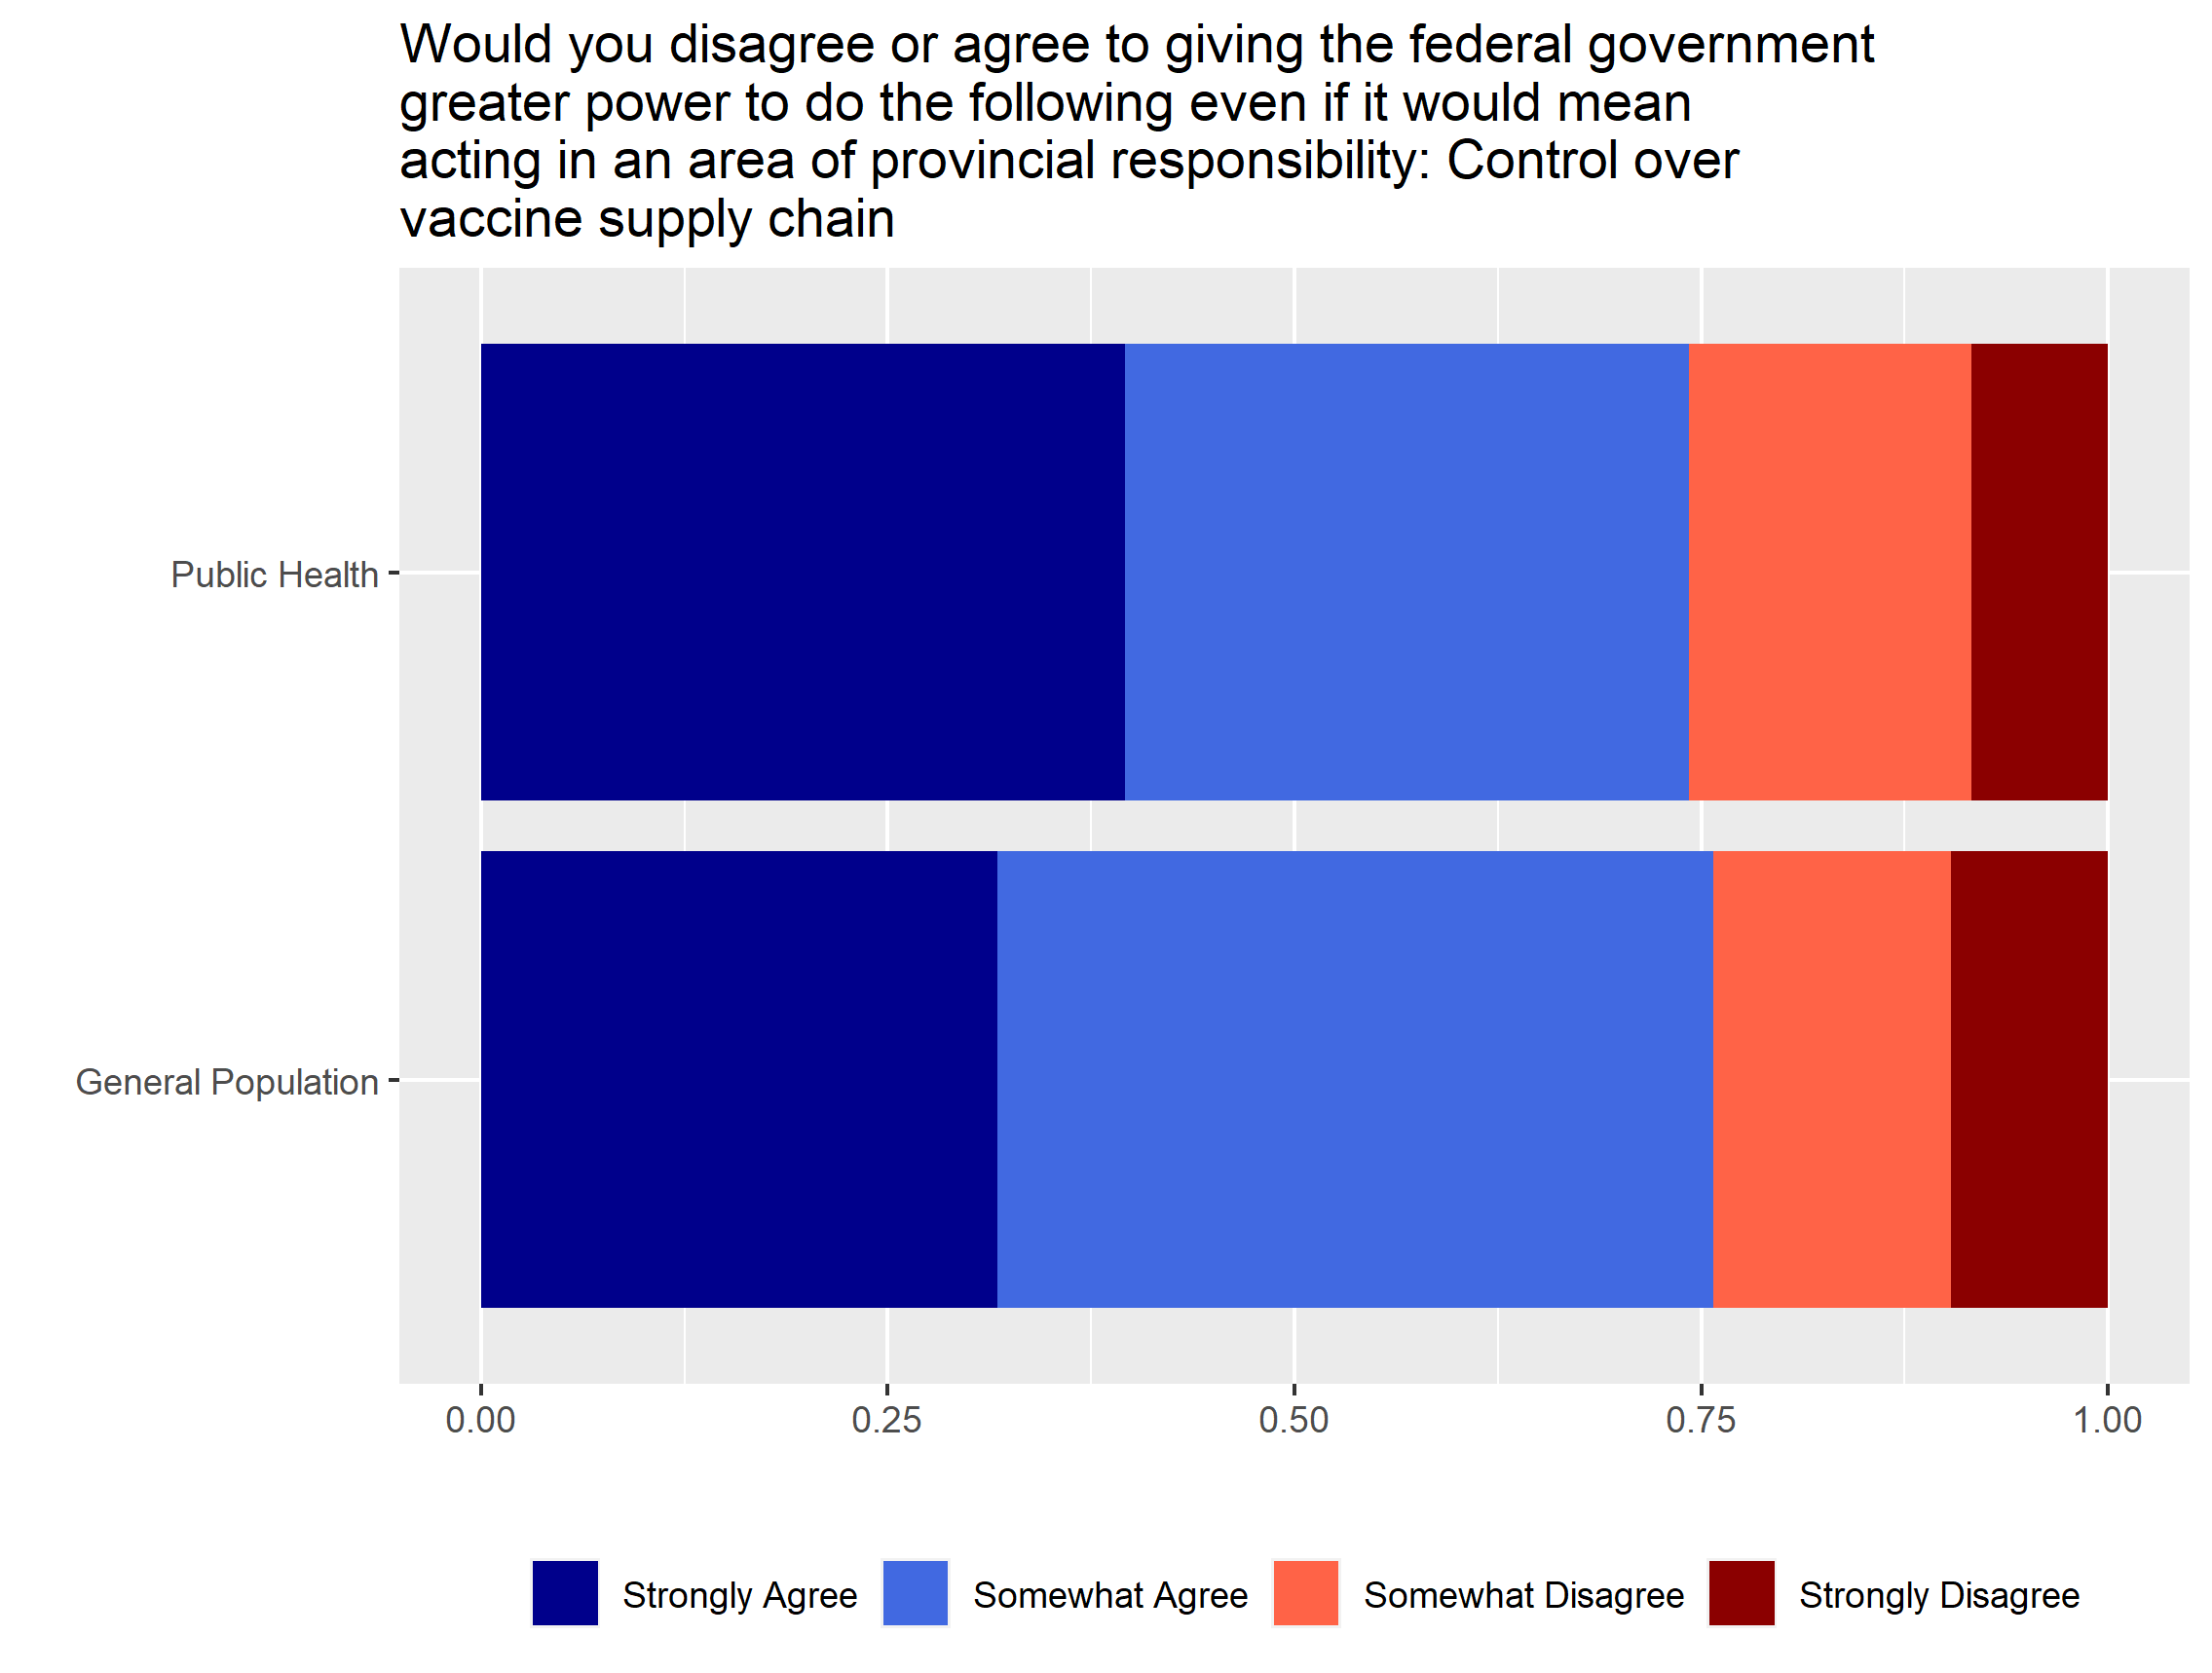 Would you disagree or agree to giving the federal government
greater power to do the following even if it would mean
acting in an area of provincial responsibility: Control over
vaccine supply chain
Public Health
General Population
0.00 0.25 0.50 0.75 1.00
Strongly Agree Somewhat Agree Somewhat Disagree Strongly Disagree